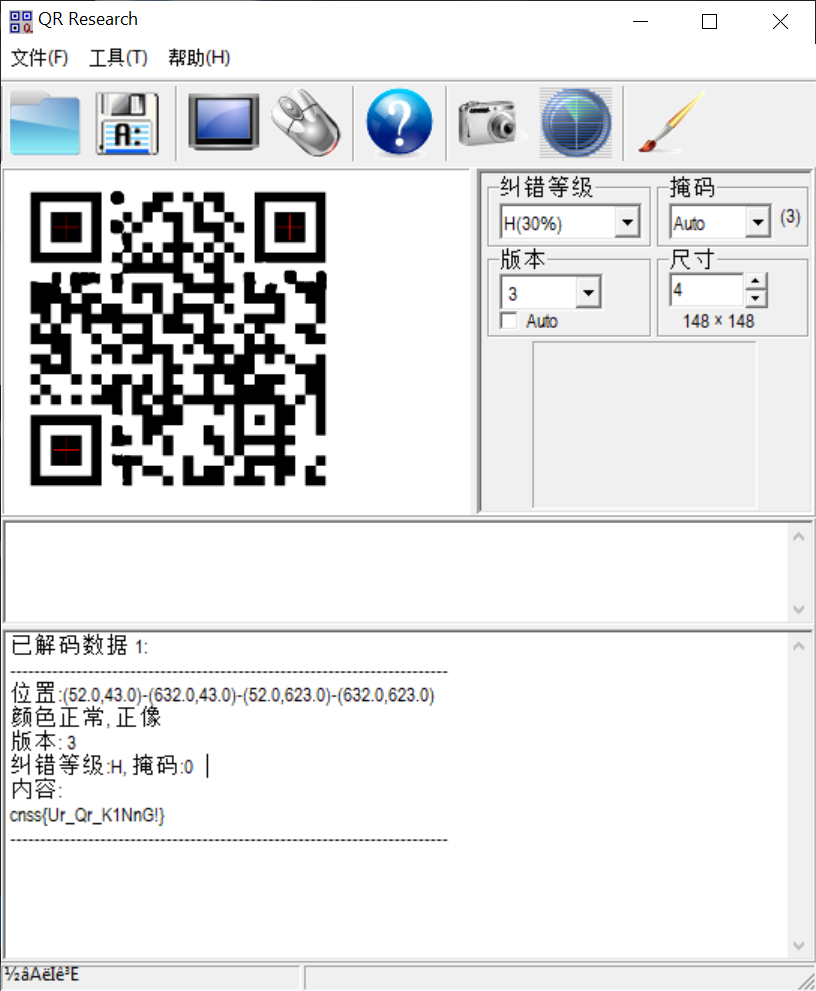 QR Research
文件(F) 工具(T) 帮助(H)
A:
纠错等级
掩码
H(30%)
Auto
(3)
版本
尺寸
3
4
Auto
148 × 148
已解码数据 1:
位置:(52.0,43.0)-(632.0,43.0)-(52.0,623.0)-(632.0,623.0)
颜色正常, 正像
版本: 3
纠错等级:H, 掩码:0
内容:
cnss{Ur_Qr_K1NnG!}
½âÂëÍê³É